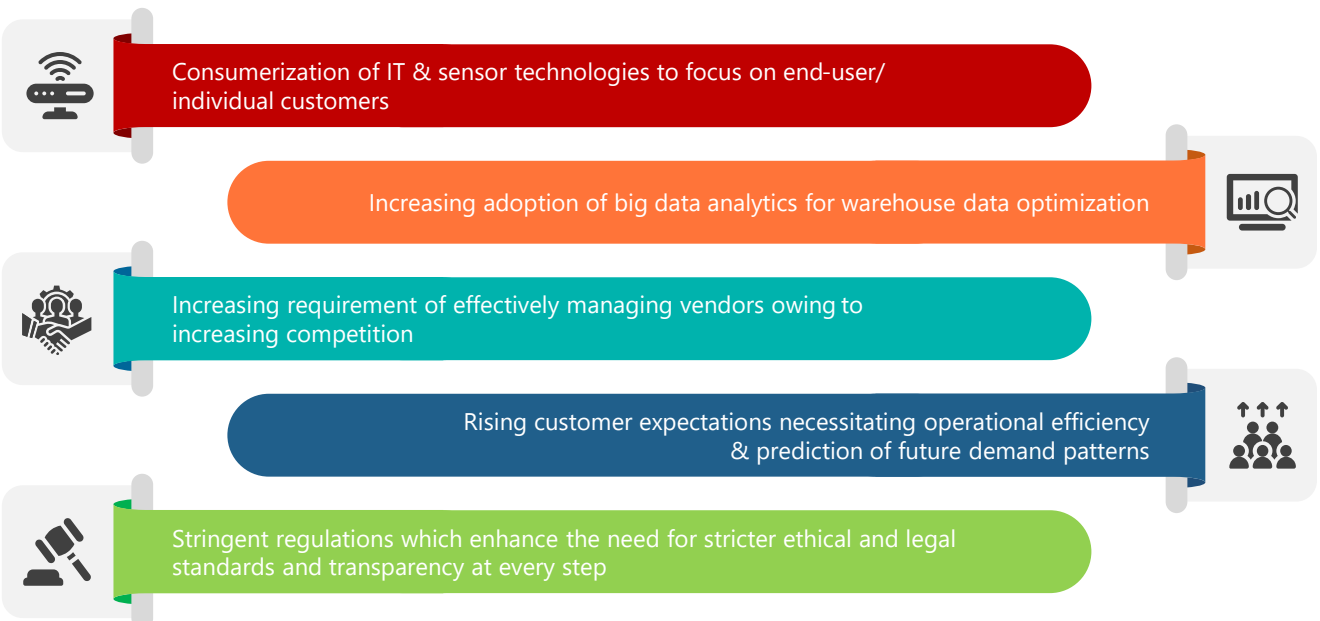 Consumerization of IT & sensor technologies to focus on end-user/
individual customers
Increasing adoption of big data analytics for warehouse data optimization
Increasing requirement of effectively managing vendors owing to
increasing competition
Rising customer expectations necessitating operational efficiency
& prediction of future demand patterns
Stringent regulations which enhance the need for stricter ethical and legal
standards and transparency at every step